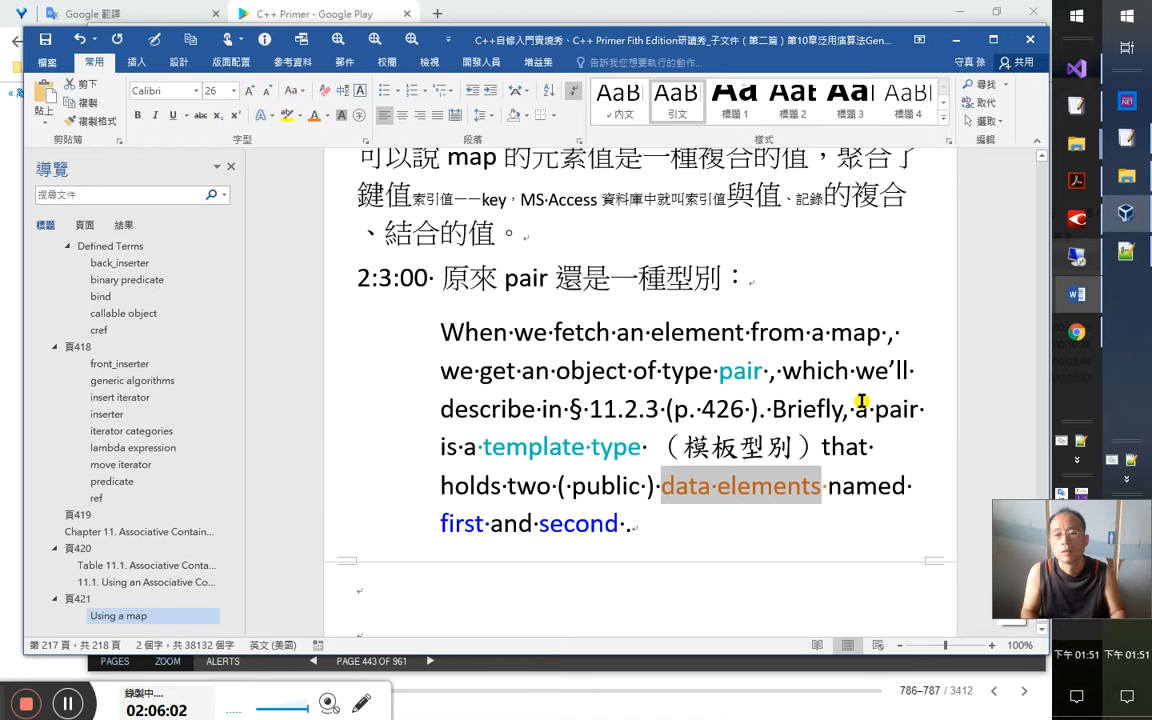 Google 翻譯
C++ Primer - Google Play
C++自修入門實境秀、C++ Primer Fith Edition研讀秀_子文件（第二篇）第10章泛用演算法Gen...
檔案
常用
插入
設計
版面配置
參考資料
郵件
校閱
檢視
開發人員
增益集
告訴我您想要執行的動作...
守真 孫
共用
貼上
剪下
複製
複製格式
Calibri
26
尋找
取代
選取
AaB 內文
AaB 引文
標題 1
標題 2
AaI 標題 3
AaBI 標題 4
剪貼簿
字型
段落
樣式
編輯
導覽
搜尋文件
標題
頁面
結果
Defined Terms
back_inserter
binary predicate
bind
callable object
cref
頁418
front_inserter
generic algorithms
insert iterator
inserter
iterator categories
lambda expression
move iterator
predicate
ref
頁419
Chapter 11. Associative Contain...
頁420
Table 11.1. Associative Conta...
11.1. Using an Associative Co...
頁421
Using a map
可以說 map 的元素值是一種複合的值，聚合了
鍵值索引值——key，MS·Access 資料庫中就叫索引值與值、記錄的複合
、結合的值。
2:3:00· 原來 pair 還是一種型別：
When·we·fetch·an·element·from·a·map·,·
we·get·an·object·of·type·pair·,·which·we’ll·
describe·in·§·11.2.3·(p.·426·).·Briefly,·a·pair·
is·a·template·type·（模板型別）that·
holds·two·(·public·)·data·elements·named·
first·and·second·.
第 217 頁，共 218 頁
2 個字，共 38132 個字
英文 (美國)
100%
PAGES
ZOOM
ALERTS
PAGE 443 OF 961
786–787 / 3412
錄製中...
02:06:02
下午 01:51
下午 01:51